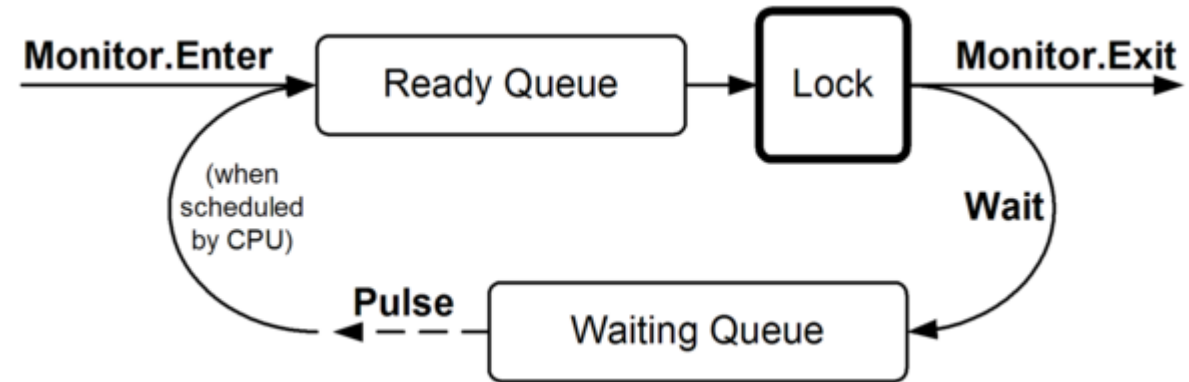 Monitor.Enter
Ready Queue
Lock
Monitor.Exit
(when
scheduled
by CPU)
Wait
Pulse
Waiting Queue